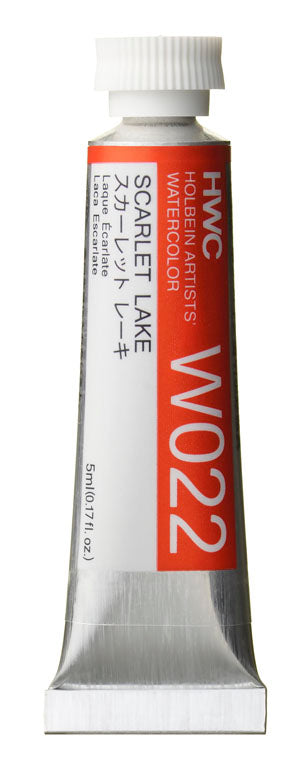 HWC
HOLBEIN ARTISTS'
WATERCOLOR
W022
SCARLET LAKE
スカーレット レーキ
Laque Écarlate
Laca Escarlate
5ml(0.17fl. oz.)